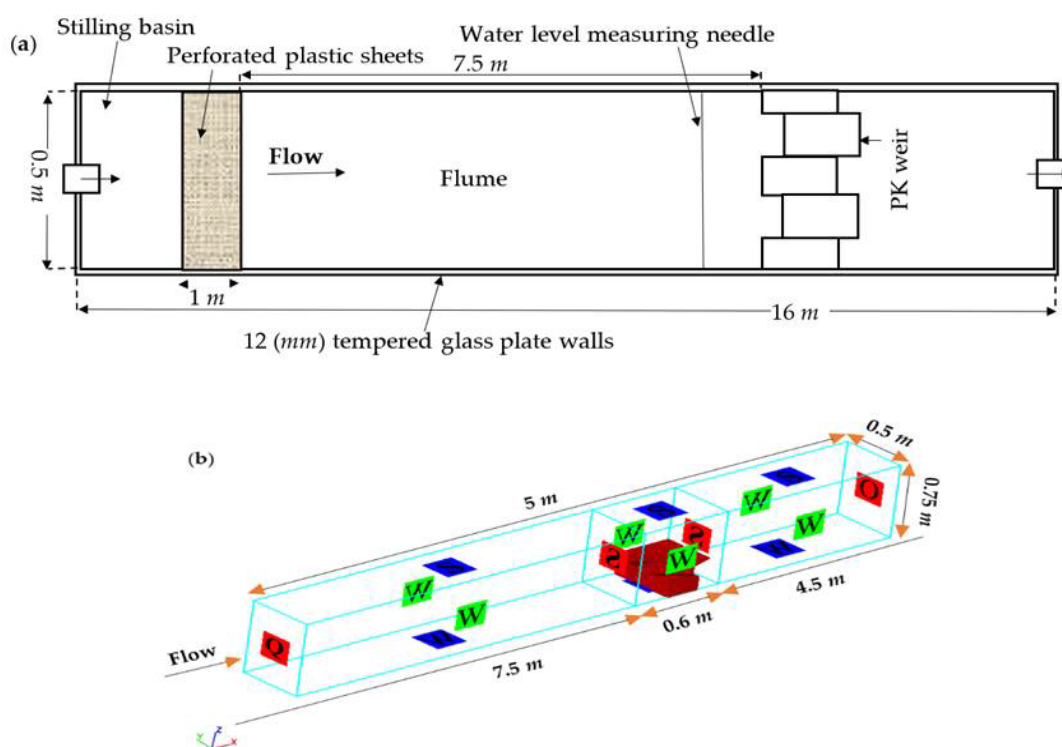 (a)
Stilling basin
Perforated plastic sheets
Water level measuring needle
7.5 m
0.5 m
Flow
Flume
PK weir
1 m
16 m
12 (mm) tempered glass plate walls
(b)
0.5 m
5 m
0.75 m
S
S
W
W
O
S
S
W
W
W
W
Q
4.5 m
0.6 m
Flow
7.5 m
Y
Z
X